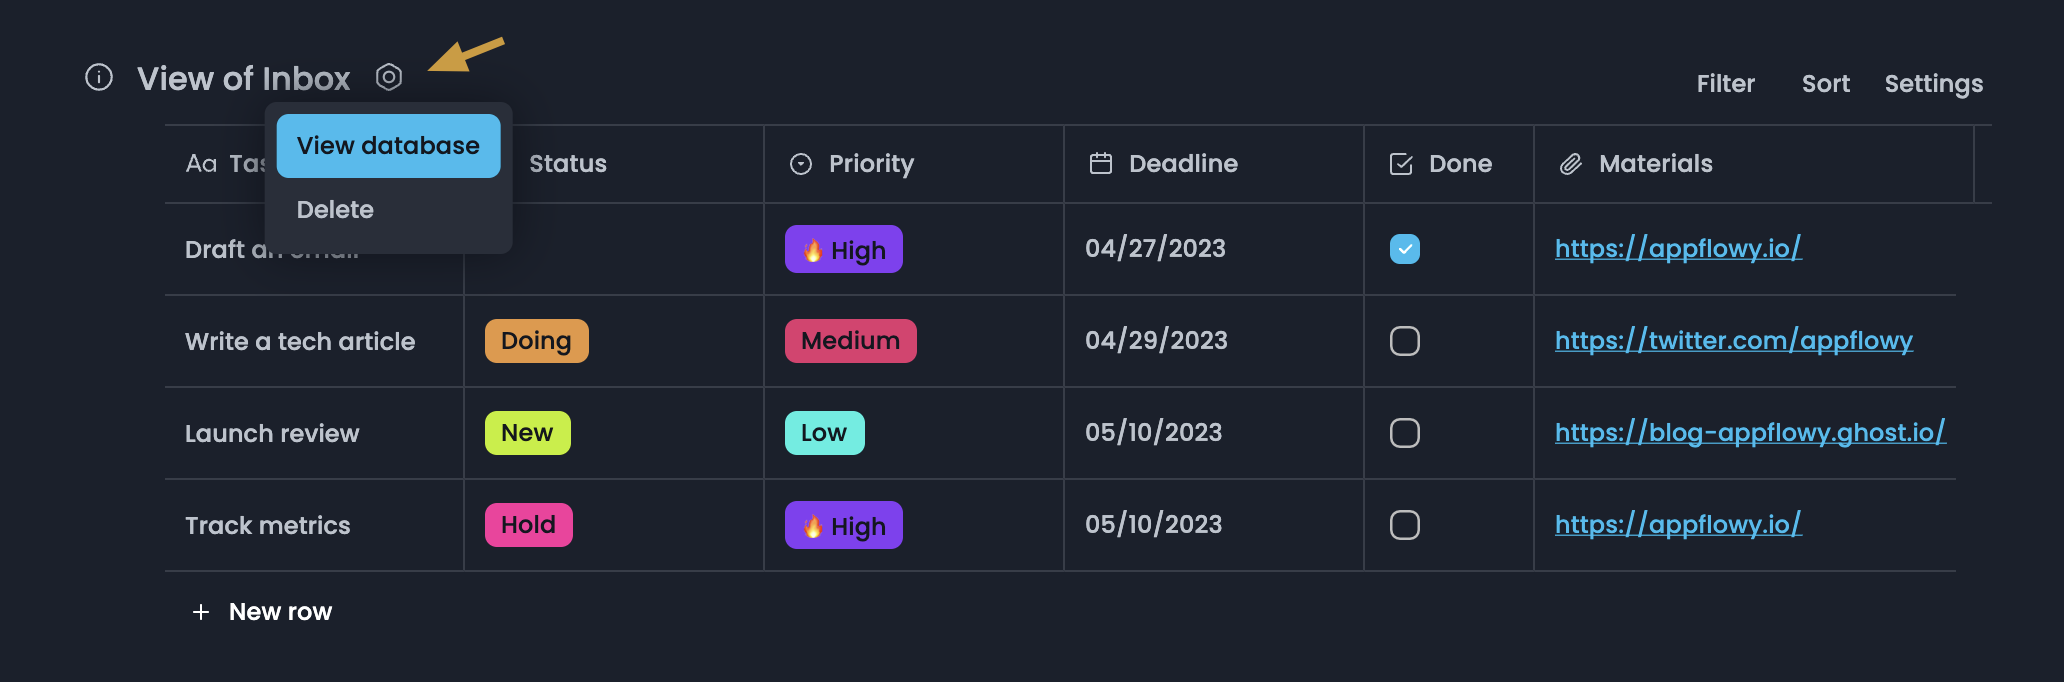 View of Inbox
Filter Sort Settings
View database
Delete
Aa Status Priority Deadline Done Materials
Draft 🔥 High 04/27/2023 https://appflowy.io/
Write a tech article Doing Medium 04/29/2023 https://twitter.com/appflowy
Launch review New Low 05/10/2023 https://blog-appflowy.ghost.io/
Track metrics Hold 🔥 High 05/10/2023 https://appflowy.io/
+ New row